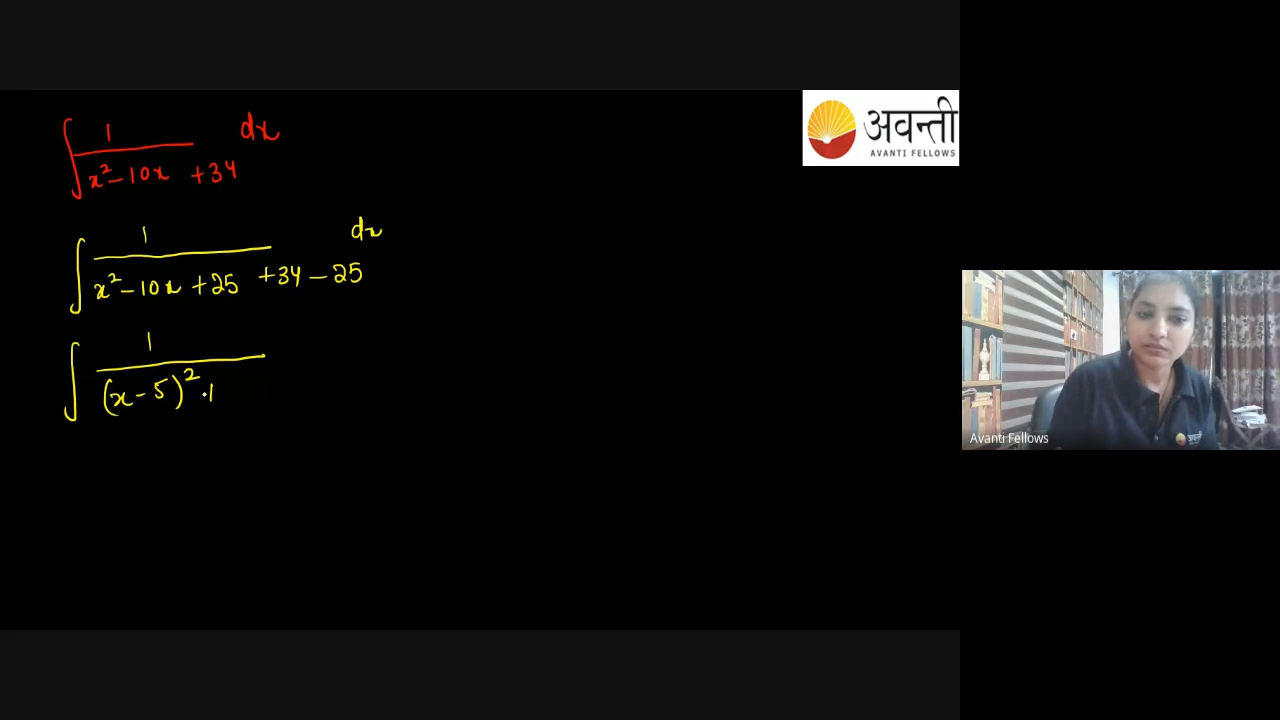 ∫ 1 / (x² - 10x + 34) dx
अवन्ती
AVANTI FELLOWS
∫ 1 / (x² - 10x + 25 + 34 - 25) dx
∫ 1 / (x - 5)²
Avanti Fellows